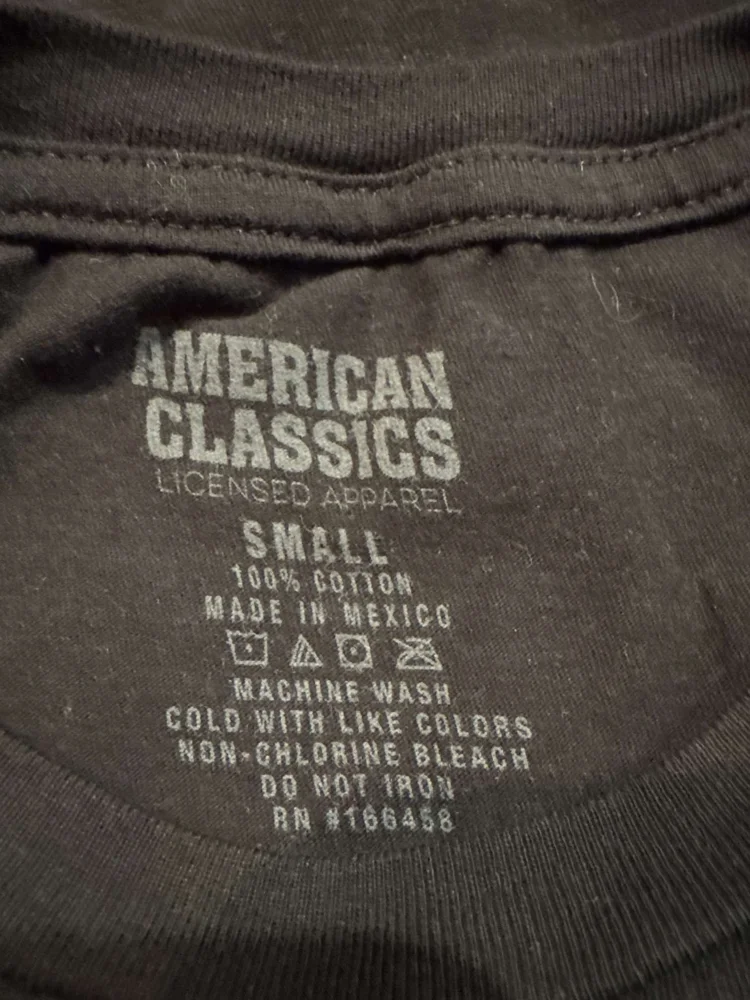 AMERICAN
CLASSICS
LICENSED APPAREL
SMALL
100% COTTON
MADE IN MEXICO
MACHINE WASH
COLD WITH LIKE COLORS
NON-CHLORINE BLEACH
DO NOT IRON
RN #166458